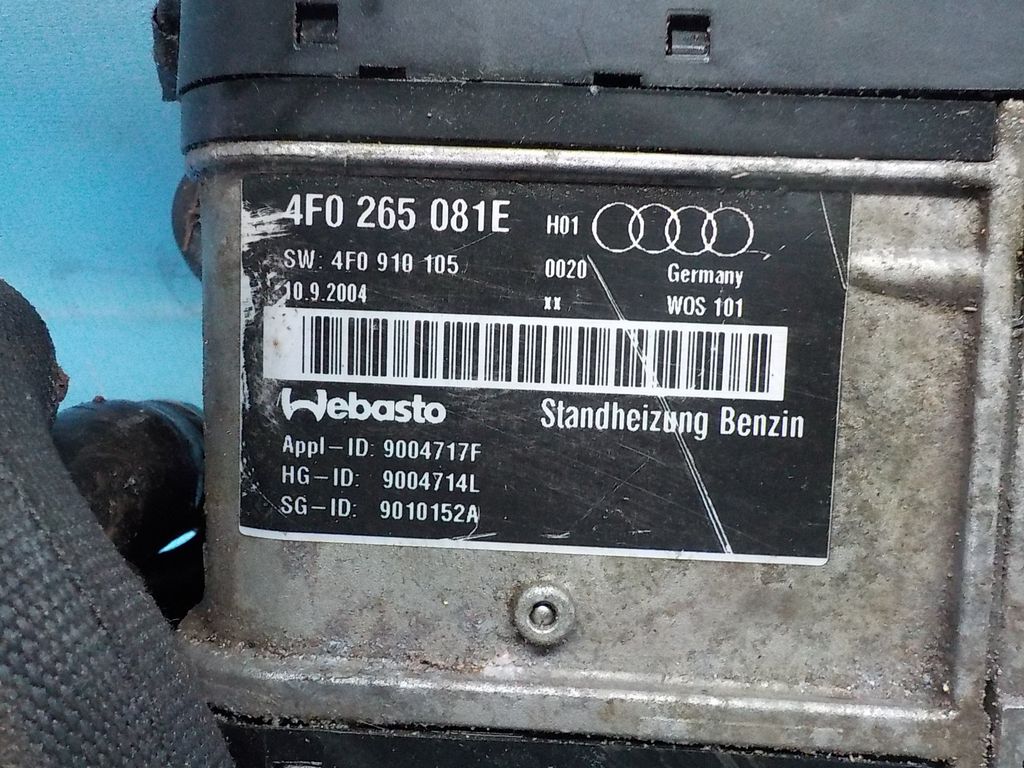 4F0 265 081E H01
SW: 4F0 910 105 0020 Germany
10.9.2004 xx WOS 101
Webasto Standheizung Benzin
Appl-ID: 9004717F
HG-ID: 9004714L
SG-ID: 9010152A